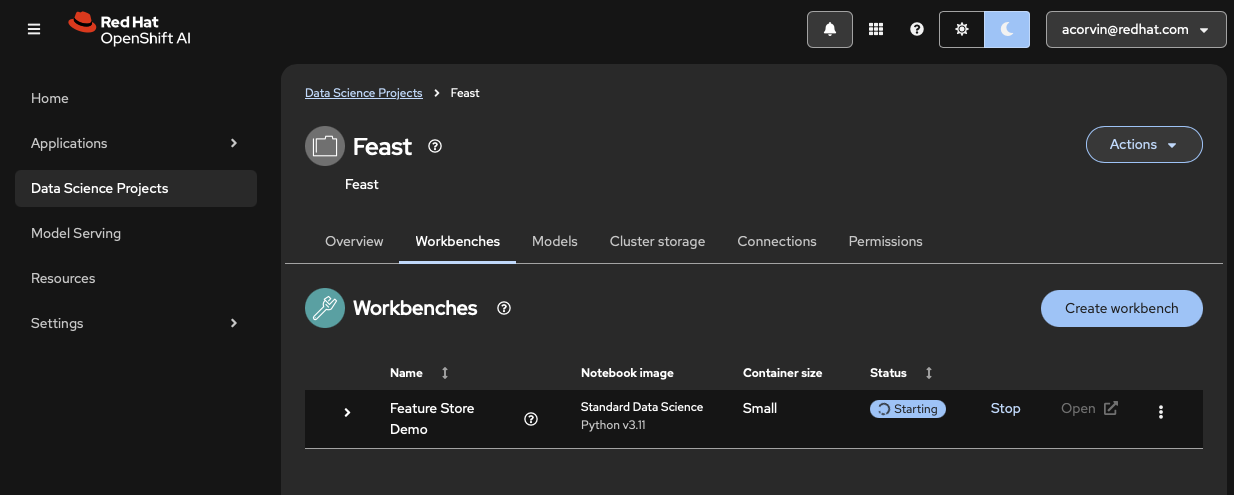 Red Hat
OpenShift AI
acorvin@redhat.com
Home
Applications
Data Science Projects
Model Serving
Resources
Settings
Data Science Projects > Feast
Feast
Actions
Feast
Overview Workbenches Models Cluster storage Connections Permissions
Workbenches
Create workbench
Name Notebook image Container size Status
Feature Store
Demo
Standard Data Science
Python v3.11
Small
Starting
Stop
Open